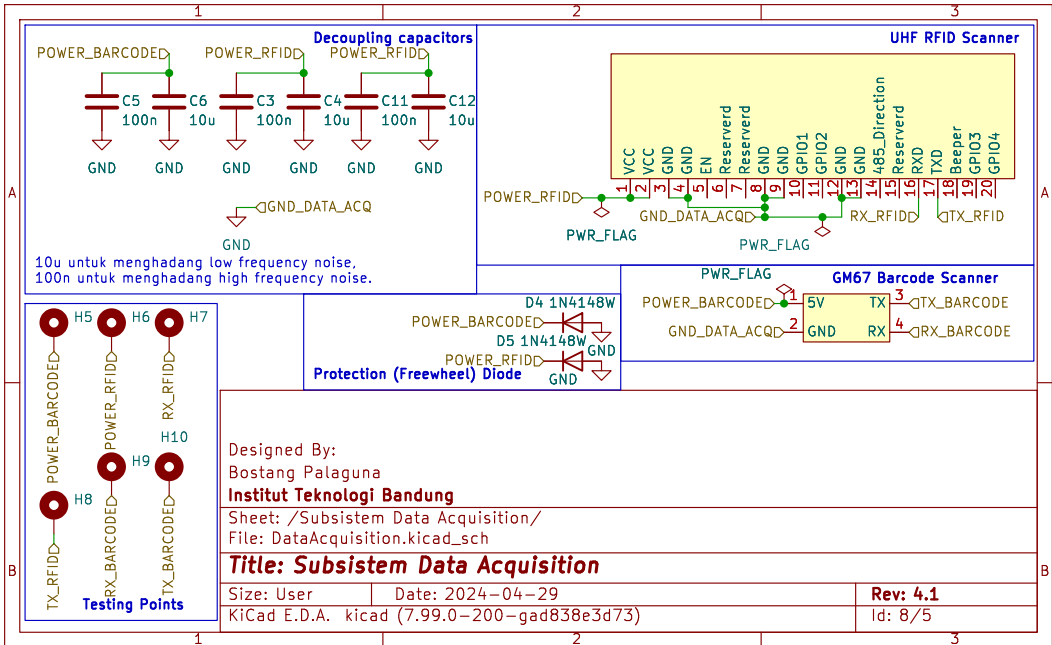 1 2 3
A
B
Decoupling capacitors
POWER_BARCODE POWER_RFID POWER_RFID
C5 C6 C3 C4 C11 C12
100n 10u 100n 10u 100n 10u
GND GND GND GND GND GND
GND_DATA_ACQ
GND
10u untuk menghadang low frequency noise,
100n untuk menghadang high frequency noise.
UHF RFID Scanner
VCC VCC GND GND EN Reserverd Reserverd GND GND GPIO1 GPIO2 GND GND 485_Direction Reserverd RXD TXD Beeper GPIO3 GPIO4
1 2 3 4 5 6 7 8 9 10 11 12 13 14 15 16 17 18 19 20
POWER_RFID
GND_DATA_ACQ RX_RFID TX_RFID
PWR_FLAG
PWR_FLAG
PWR_FLAG
GM67 Barcode Scanner
POWER_BARCODE 1 5V TX 3 TX_BARCODE
GND_DATA_ACQ 2 GND RX 4 RX_BARCODE
D4 1N4148W
POWER_BARCODE
GND
D5 1N4148W
POWER_RFID
GND
Protection (Freewheel) Diode
H5 H6 H7
POWER_BARCODE POWER_RFID RX_RFID
H10
H9
H8
TX_RFID RX_BARCODE TX_BARCODE
Testing Points
Designed By:
Bostang Palaguna
Institut Teknologi Bandung
Sheet: /Subsistem Data Acquisition/
File: DataAcquisition.kicad_sch
Title: Subsistem Data Acquisition
Size: User Date: 2024-04-29 Rev: 4.1
KiCad E.D.A. kicad (7.99.0-200-gad838e3d73) Id: 8/5
A
B
1 2 3